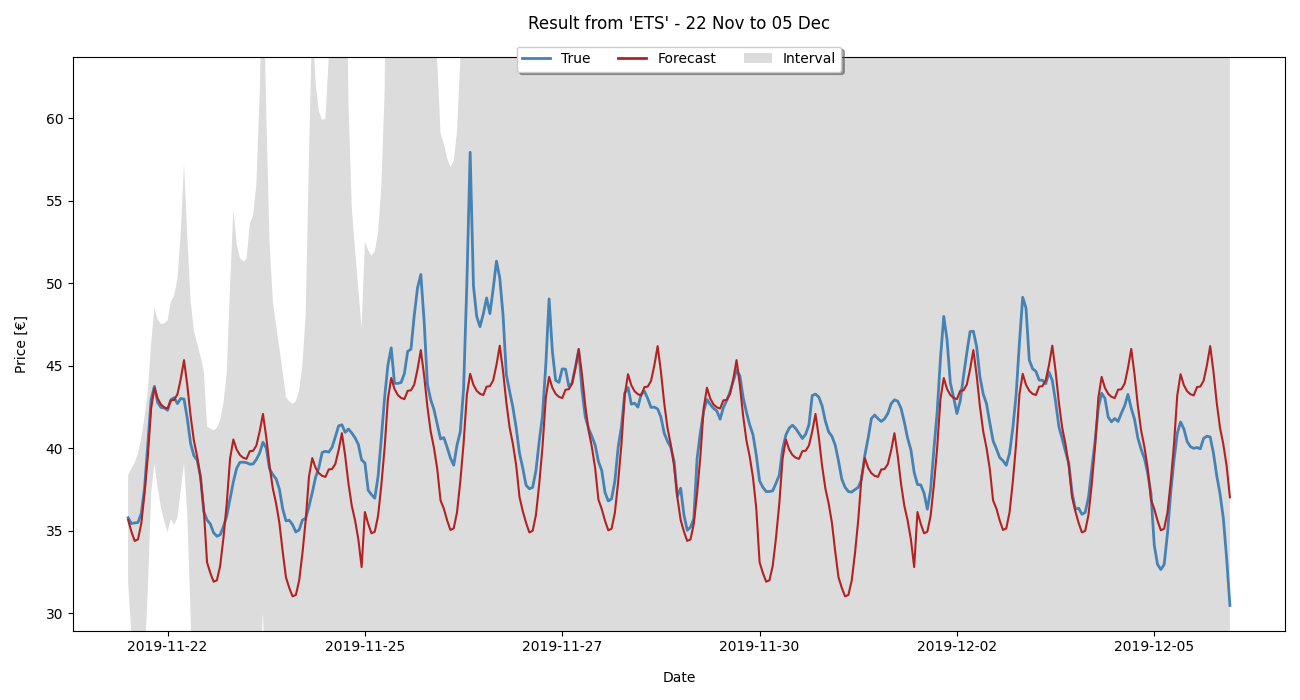 Result from 'ETS' - 22 Nov to 05 Dec
True Forecast Interval
Price [€]
60
55
50
45
40
35
30
2019-11-22 2019-11-25 2019-11-27 2019-11-30 2019-12-02 2019-12-05
Date